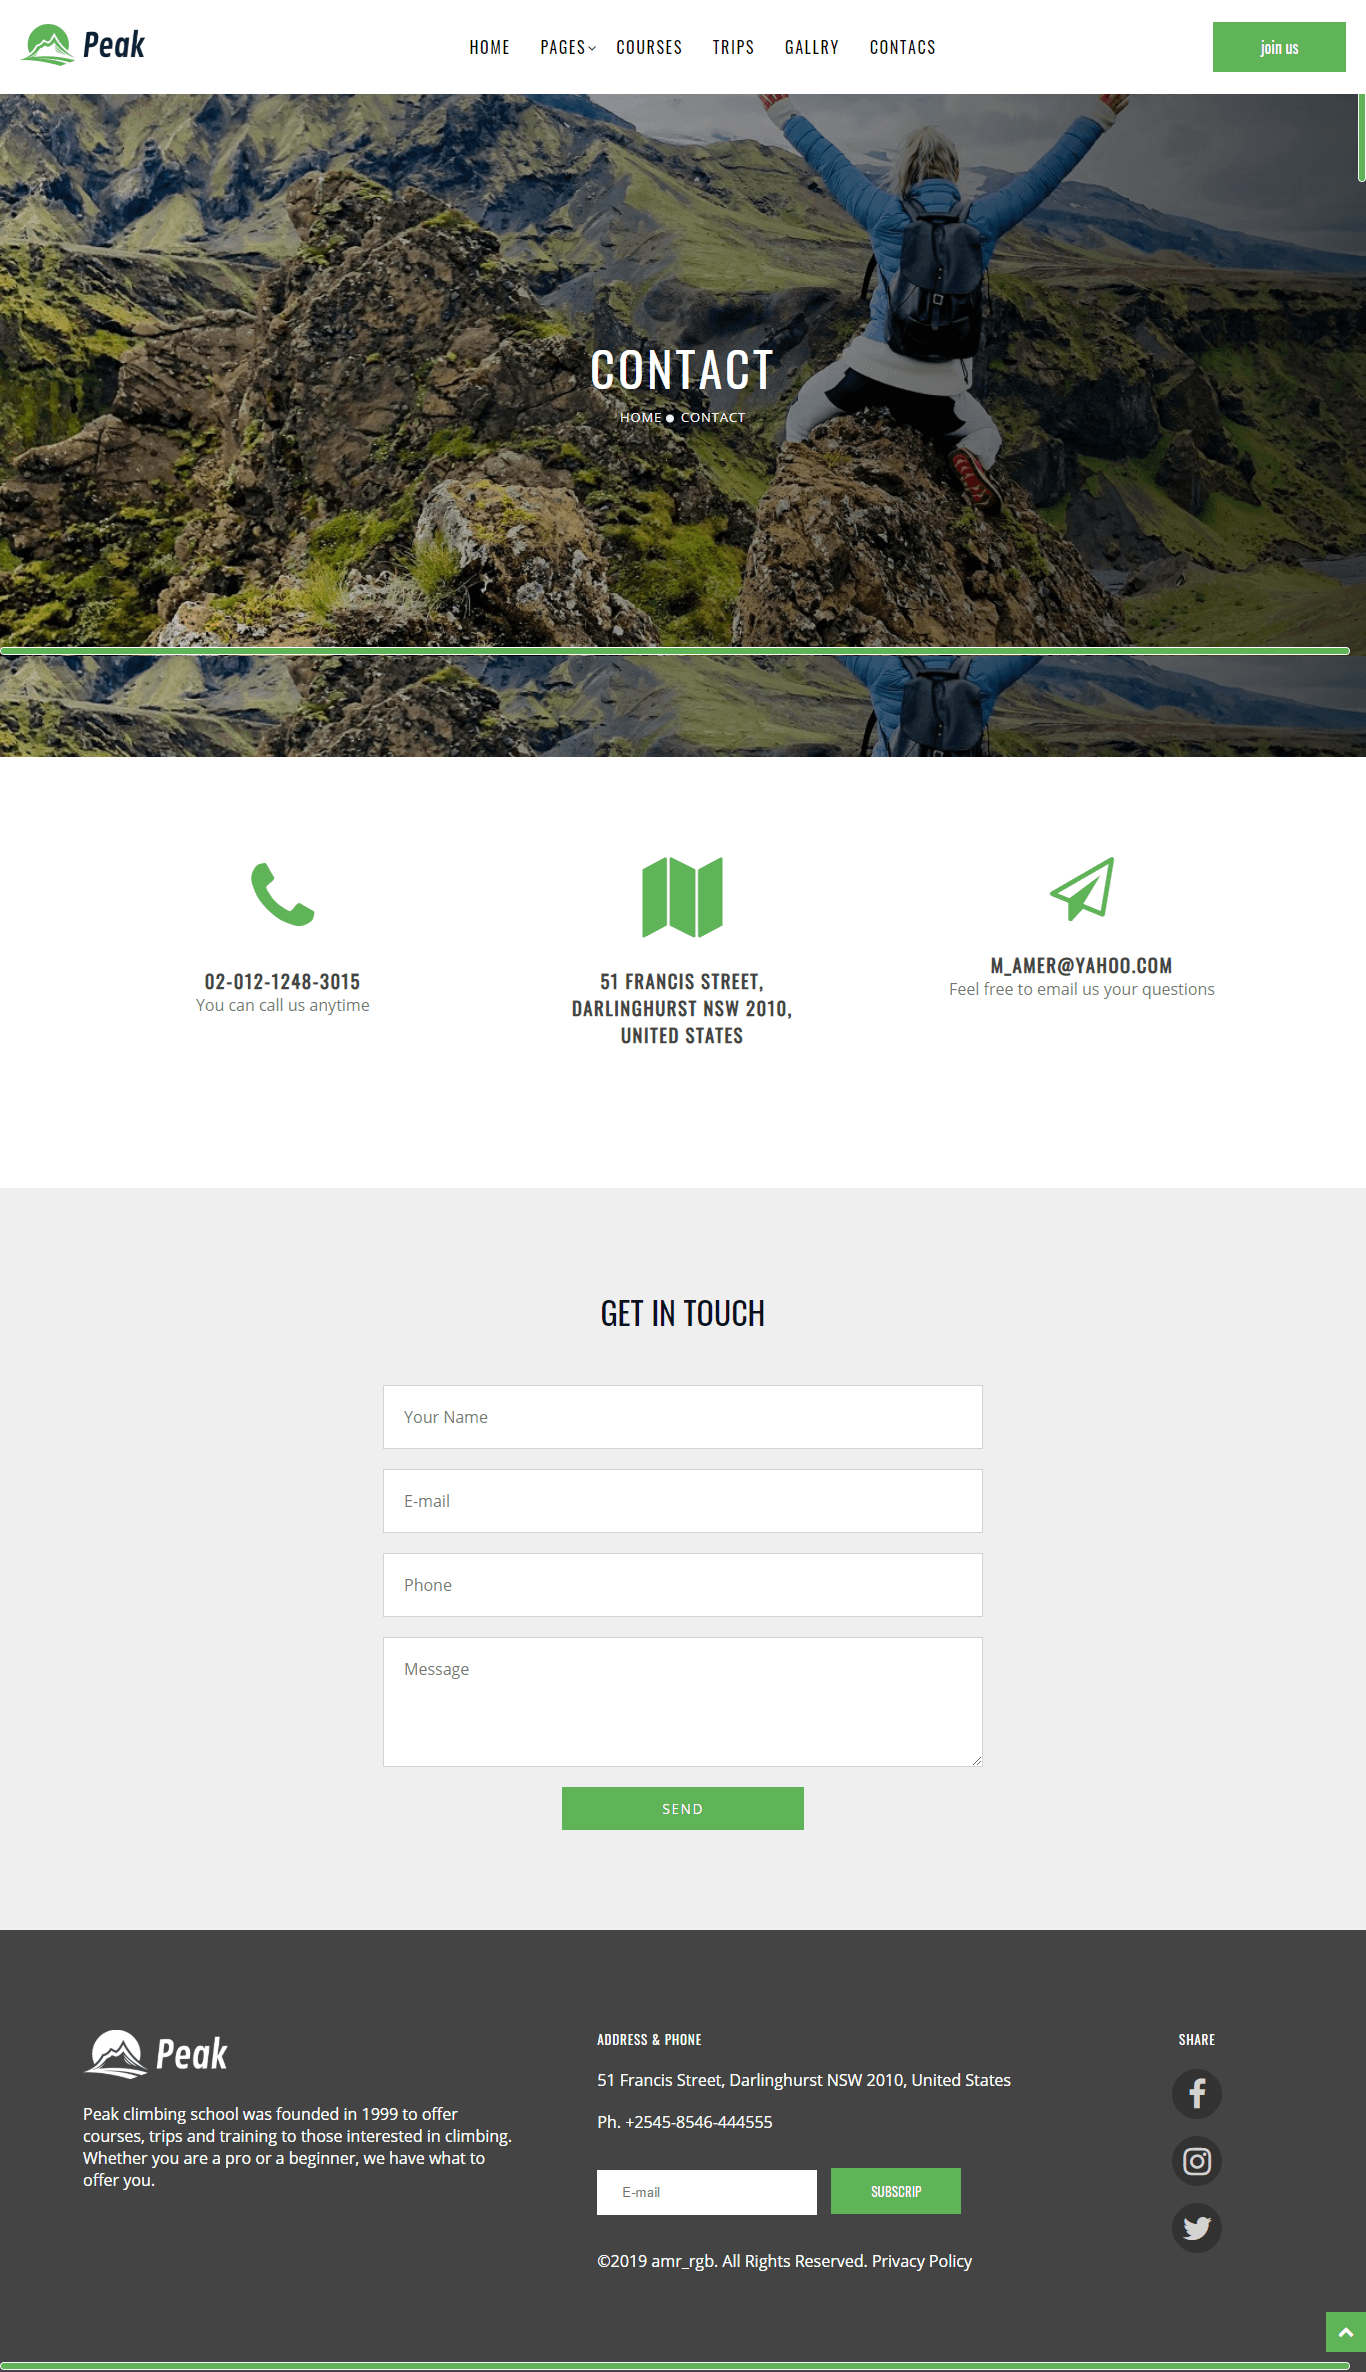 Peak
HOME PAGES COURSES TRIPS GALLRY CONTACS
join us
CONTACT
HOME CONTACT
02-012-1248-3015
You can call us anytime
51 FRANCIS STREET,
DARLINGHURST NSW 2010,
UNITED STATES
M_AMER@YAHOO.COM
Feel free to email us your questions
GET IN TOUCH
Your Name
E-mail
Phone
Message
SEND
Peak
Peak climbing school was founded in 1999 to offer
courses, trips and training to those interested in climbing.
Whether you are a pro or a beginner, we have what to
offer you.
ADDRESS & PHONE
51 Francis Street, Darlinghurst NSW 2010, United States
Ph. +2545-8546-444555
E-mail
SUBSCRIP
©2019 amr_rgb. All Rights Reserved. Privacy Policy
SHARE